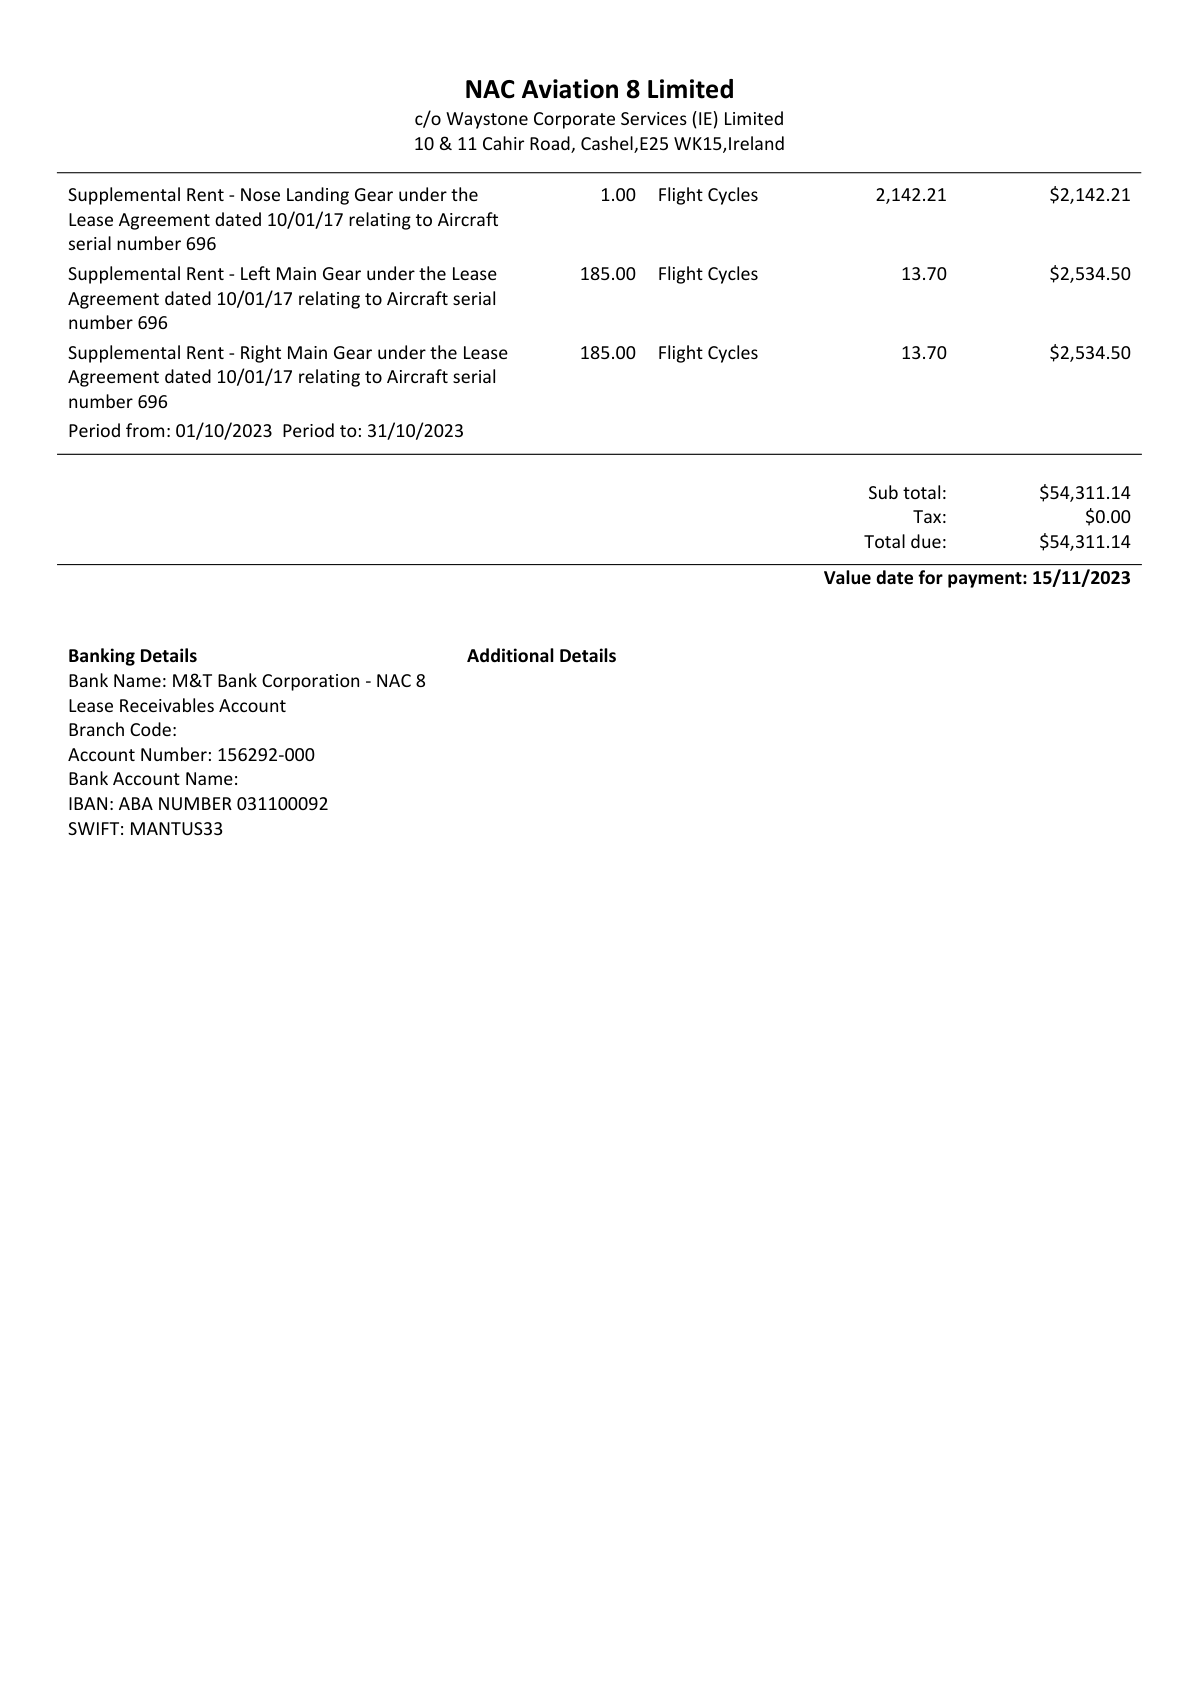 NAC Aviation 8 Limited
c/o Waystone Corporate Services (IE) Limited
10 & 11 Cahir Road, Cashel,E25 WK15,Ireland
Supplemental Rent - Nose Landing Gear under the 1.00 Flight Cycles 2,142.21 $2,142.21
Lease Agreement dated 10/01/17 relating to Aircraft
serial number 696
Supplemental Rent - Left Main Gear under the Lease 185.00 Flight Cycles 13.70 $2,534.50
Agreement dated 10/01/17 relating to Aircraft serial
number 696
Supplemental Rent - Right Main Gear under the Lease 185.00 Flight Cycles 13.70 $2,534.50
Agreement dated 10/01/17 relating to Aircraft serial
number 696
Period from: 01/10/2023 Period to: 31/10/2023
Sub total: $54,311.14
Tax: $0.00
Total due: $54,311.14
Value date for payment: 15/11/2023
Banking Details Additional Details
Bank Name: M&T Bank Corporation - NAC 8
Lease Receivables Account
Branch Code:
Account Number: 156292-000
Bank Account Name:
IBAN: ABA NUMBER 031100092
SWIFT: MANTUS33